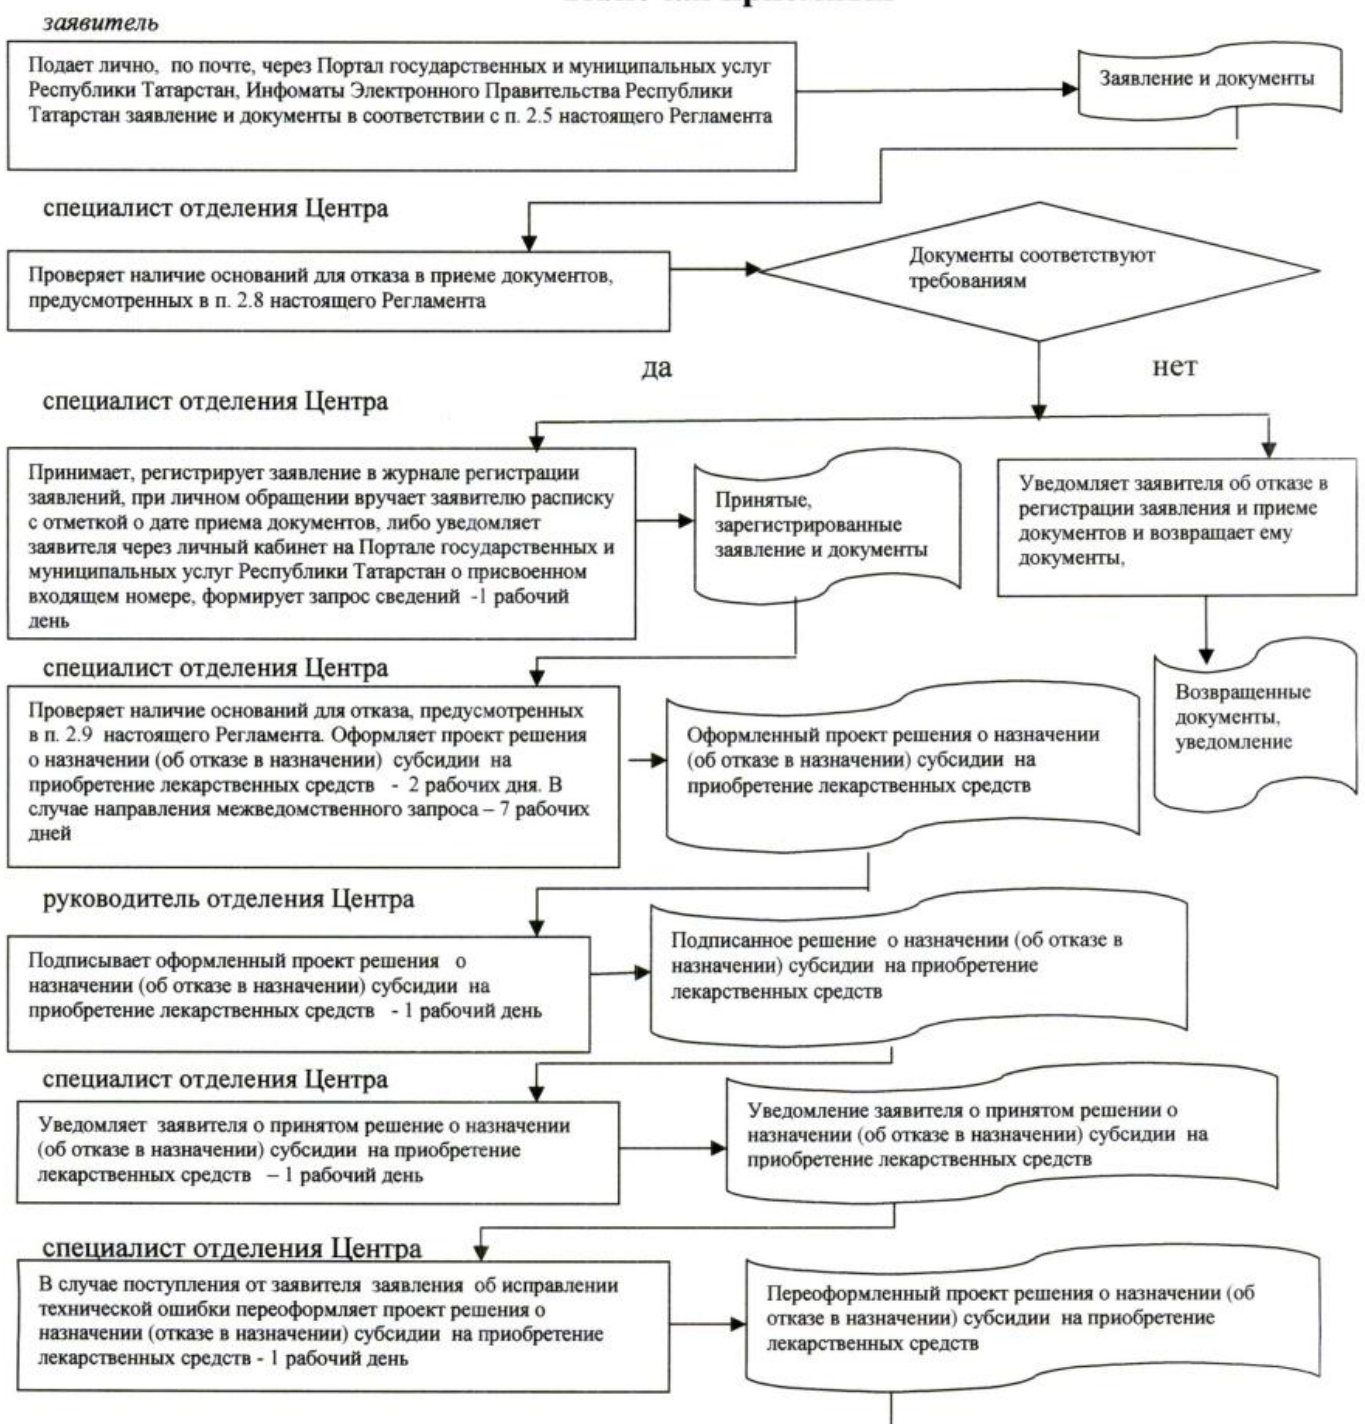 заявитель
Подает лично, по почте, через Портал государственных и муниципальных услуг
Республики Татарстан, Инфоматы Электронного Правительства Республики
Татарстан заявление и документы в соответствии с п. 2.5 настоящего Регламента
Заявление и документы
специалист отделения Центра
Проверяет наличие оснований для отказа в приеме документов,
предусмотренных в п. 2.8 настоящего Регламента
Документы соответствуют
требованиям
да
нет
специалист отделения Центра
Принимает, регистрирует заявление в журнале регистрации
заявлений, при личном обращении вручает заявителю расписку
с отметкой о дате приема документов, либо уведомляет
заявителя через личный кабинет на Портале государственных и
муниципальных услуг Республики Татарстан о присвоенном
входящем номере, формирует запрос сведений -1 рабочий
день
Принятые,
зарегистрированные
заявление и документы
Уведомляет заявителя об отказе в
регистрации заявления и приеме
документов и возвращает ему
документы,
специалист отделения Центра
Проверяет наличие оснований для отказа, предусмотренных
в п. 2.9 настоящего Регламента. Оформляет проект решения
о назначении (об отказе в назначении) субсидии на
приобретение лекарственных средств - 2 рабочих дня. В
случае направления межведомственного запроса – 7 рабочих
дней
Оформленный проект решения о назначении
(об отказе в назначении) субсидии на
приобретение лекарственных средств
Возвращенные
документы,
уведомление
руководитель отделения Центра
Подписывает оформленный проект решения о
назначении (об отказе в назначении) субсидии на
приобретение лекарственных средств - 1 рабочий день
Подписанное решение о назначении (об отказе в
назначении) субсидии на приобретение
лекарственных средств
специалист отделения Центра
Уведомляет заявителя о принятом решение о назначении
(об отказе в назначении) субсидии на приобретение
лекарственных средств – 1 рабочий день
Уведомление заявителя о принятом решении о
назначении (об отказе в назначении) субсидии на
приобретение лекарственных средств
специалист отделения Центра
В случае поступления от заявителя заявления об исправлении
технической ошибки переоформляет проект решения о
назначении (отказе в назначении) субсидии на приобретение
лекарственных средств - 1 рабочий день
Переоформленный проект решения о назначении (об
отказе в назначении) субсидии на приобретение
лекарственных средств